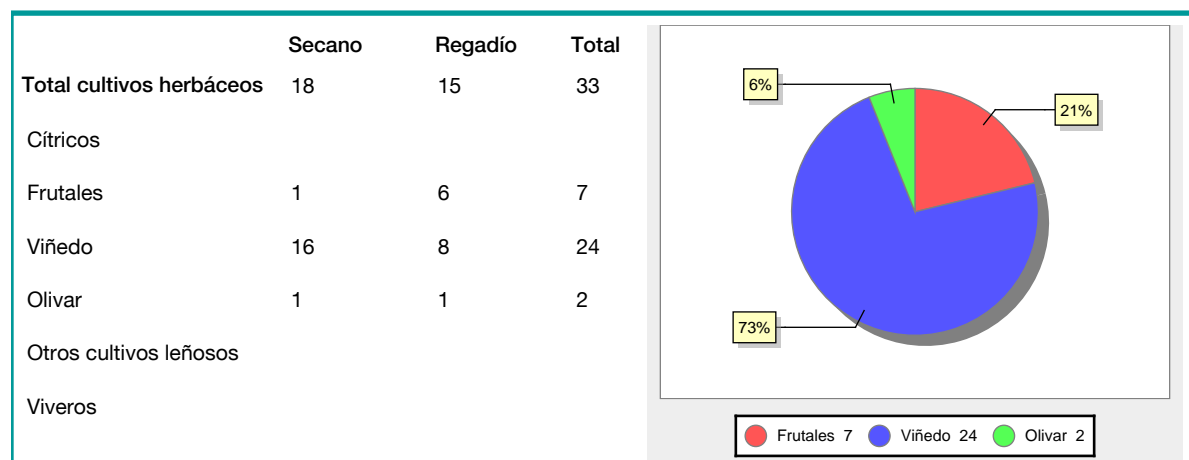 Secano Regadío Total
Total cultivos herbáceos 18 15 33
Cítricos
Frutales 1 6 7
Viñedo 16 8 24
Olivar 1 1 2
Otros cultivos leñosos
Viveros
6%
21%
73%
Frutales 7 Viñedo 24 Olivar 2